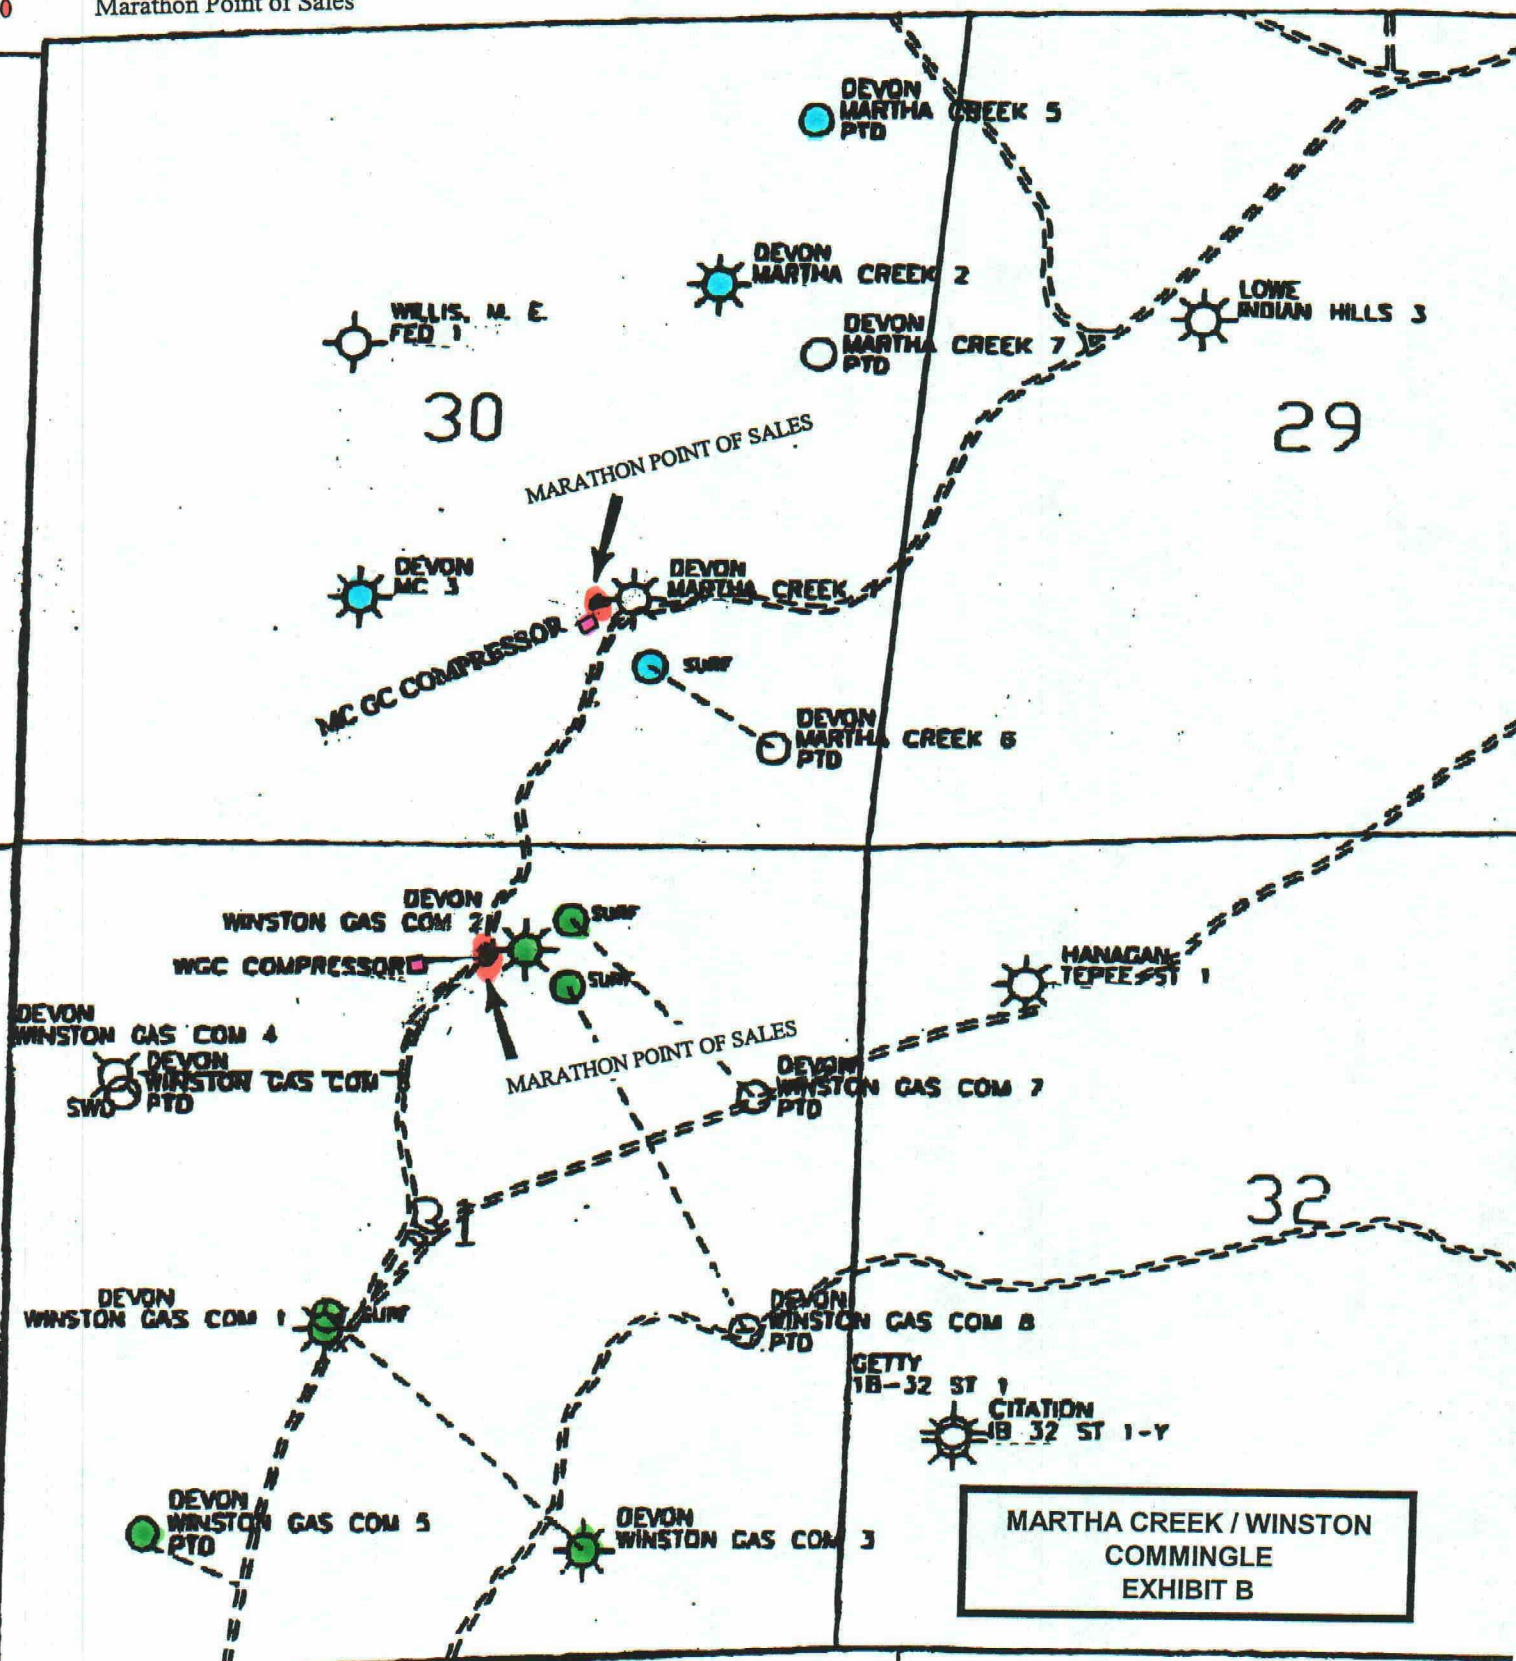 Marathon Point of Sales
DEVON
MARTHA CREEK 5
PTD
DEVON
MARTHA CREEK 2
WILLIS, M. E.
FED 1
DEVON
MARTHA CREEK 7
PTD
LOWE
INDIAN HILLS 3
30
29
MARATHON POINT OF SALES
DEVON
MC 3
DEVON
MARTHA CREEK 1
MC GC COMPRESSOR
SURF
DEVON
MARTHA CREEK 6
PTD
DEVON
WINSTON GAS COM 2
SURF
WGC COMPRESSOR
SURF
HANAGAN
TEPEE ST 1
DEVON
WINSTON GAS COM 4
DEVON
WINSTON GAS COM
SWD PTD
MARATHON POINT OF SALES
DEVON
WINSTON GAS COM 7
PTD
31
32
DEVON
WINSTON GAS COM 1
SURF
DEVON
WINSTON GAS COM 8
PTD
GETTY
1B-32 ST 1
CITATION
IB 32 ST 1-Y
DEVON
WINSTON GAS COM 5
PTD
DEVON
WINSTON GAS COM 3
MARTHA CREEK / WINSTON
COMMINGLE
EXHIBIT B